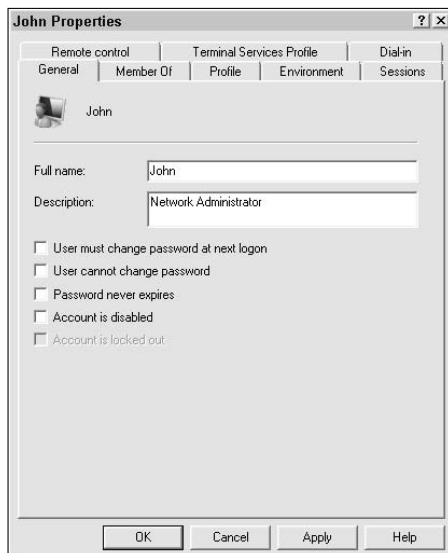 John Properties
Remote control Terminal Services Profile Dial-in
General Member Of Profile Environment Sessions
John
Full name: John
Description: Network Administrator
User must change password at next logon
User cannot change password
Password never expires
Account is disabled
Account is locked out
OK Cancel Apply Help